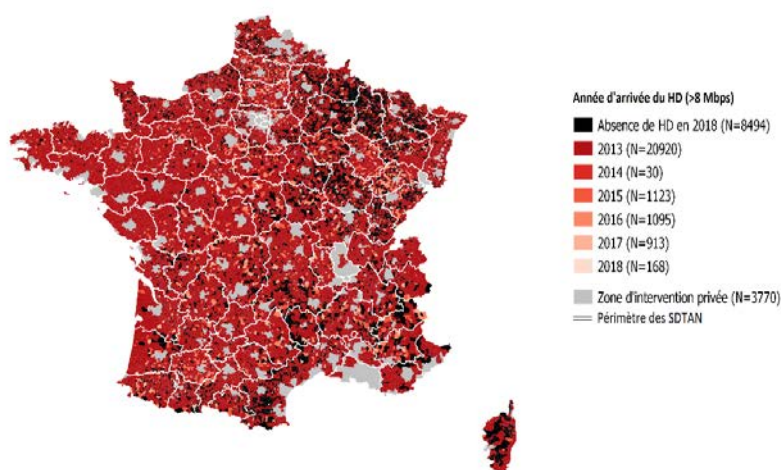 Année d'arrivée du HD (>8 Mbps)
Absence de HD en 2018 (N=8494)
2013 (N=20920)
2014 (N=30)
2015 (N=1123)
2016 (N=1095)
2017 (N=913)
2018 (N=168)
Zone d'intervention privée (N=3770)
Périmètre des SDTAN